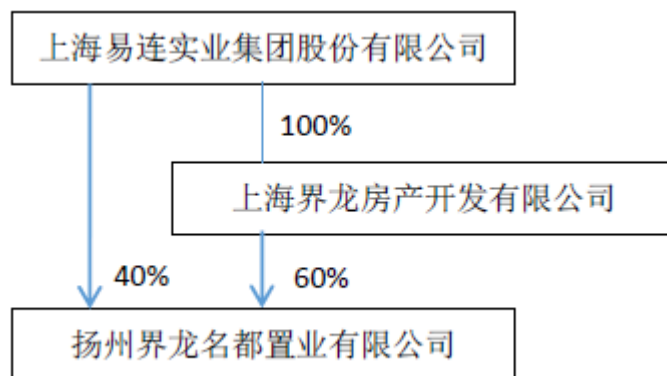 上海易连实业集团股份有限公司
100%
上海界龙房产开发有限公司
40%
60%
扬州界龙名都置业有限公司